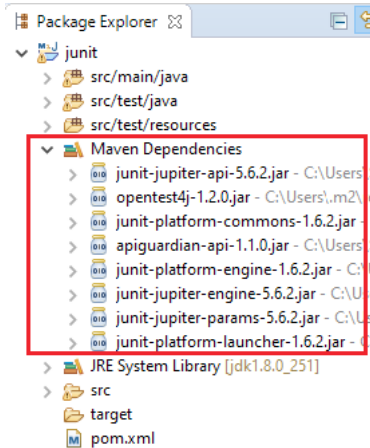 Package Explorer
junit
src/main/java
src/test/java
src/test/resources
Maven Dependencies
junit-jupiter-api-5.6.2.jar - C:\Users\
opentest4j-1.2.0.jar - C:\Users\.m2\
junit-platform-commons-1.6.2.jar -
apiguardian-api-1.1.0.jar - C:\Users\
junit-platform-engine-1.6.2.jar - C:\
junit-jupiter-engine-5.6.2.jar - C:\U
junit-jupiter-params-5.6.2.jar - C:\U
junit-platform-launcher-1.6.2.jar -
JRE System Library [jdk1.8.0_251]
src
target
pom.xml